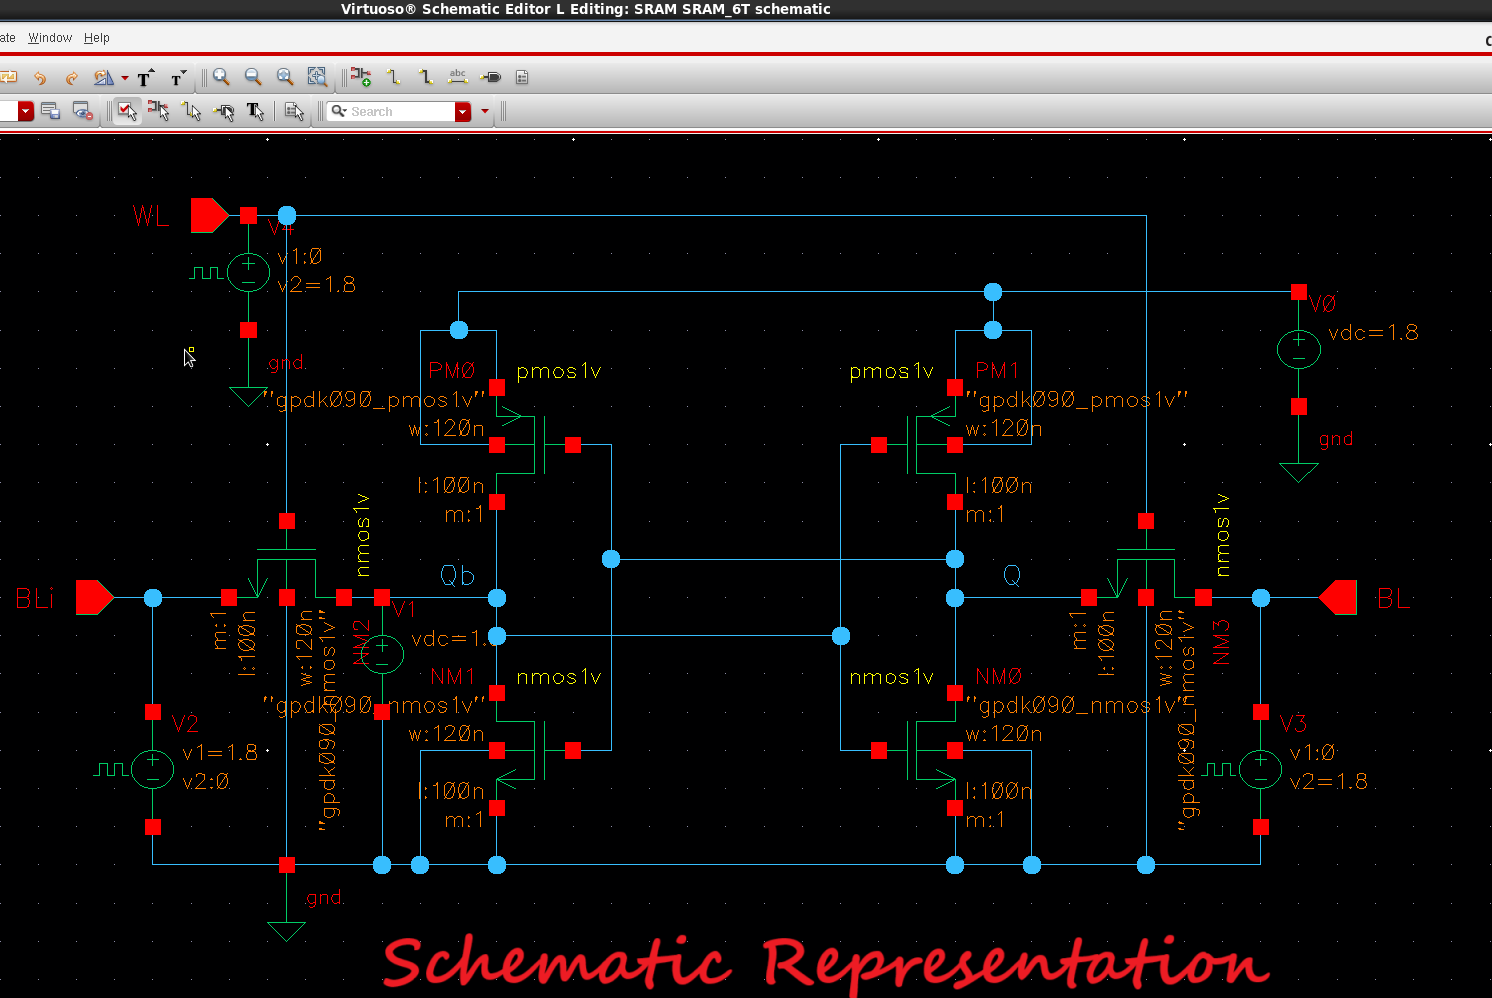 Virtuoso® Schematic Editor L Editing: SRAM SRAM_6T schematic
ate Window Help
abc
Search
WL
V4
v1:0
v2=1.8
gnd
V0
vdc=1.8
gnd
PM0 pmos1v
"gpdk090_pmos1v"
w:120n
l:100n
m:1
pmos1v PM1
"gpdk090_pmos1v"
w:120n
l:100n
m:1
nmos1v
nmos1v
Qb
Q
BLi
BL
m:1
l:100n
w:120n
"gpdk090_nmos1v"
NM2
V1
vdc=1.
NM1 nmos1v
"gpdk090_nmos1v"
w:120n
l:100n
m:1
nmos1v NM0
"gpdk090_nmos1v"
w:120n
l:100n
m:1
m:1
l:100n
w:120n
"gpdk090_nmos1v"
NM3
V2
v1=1.8
v2:0
V3
v1:0
v2=1.8
gnd
Schematic Representation